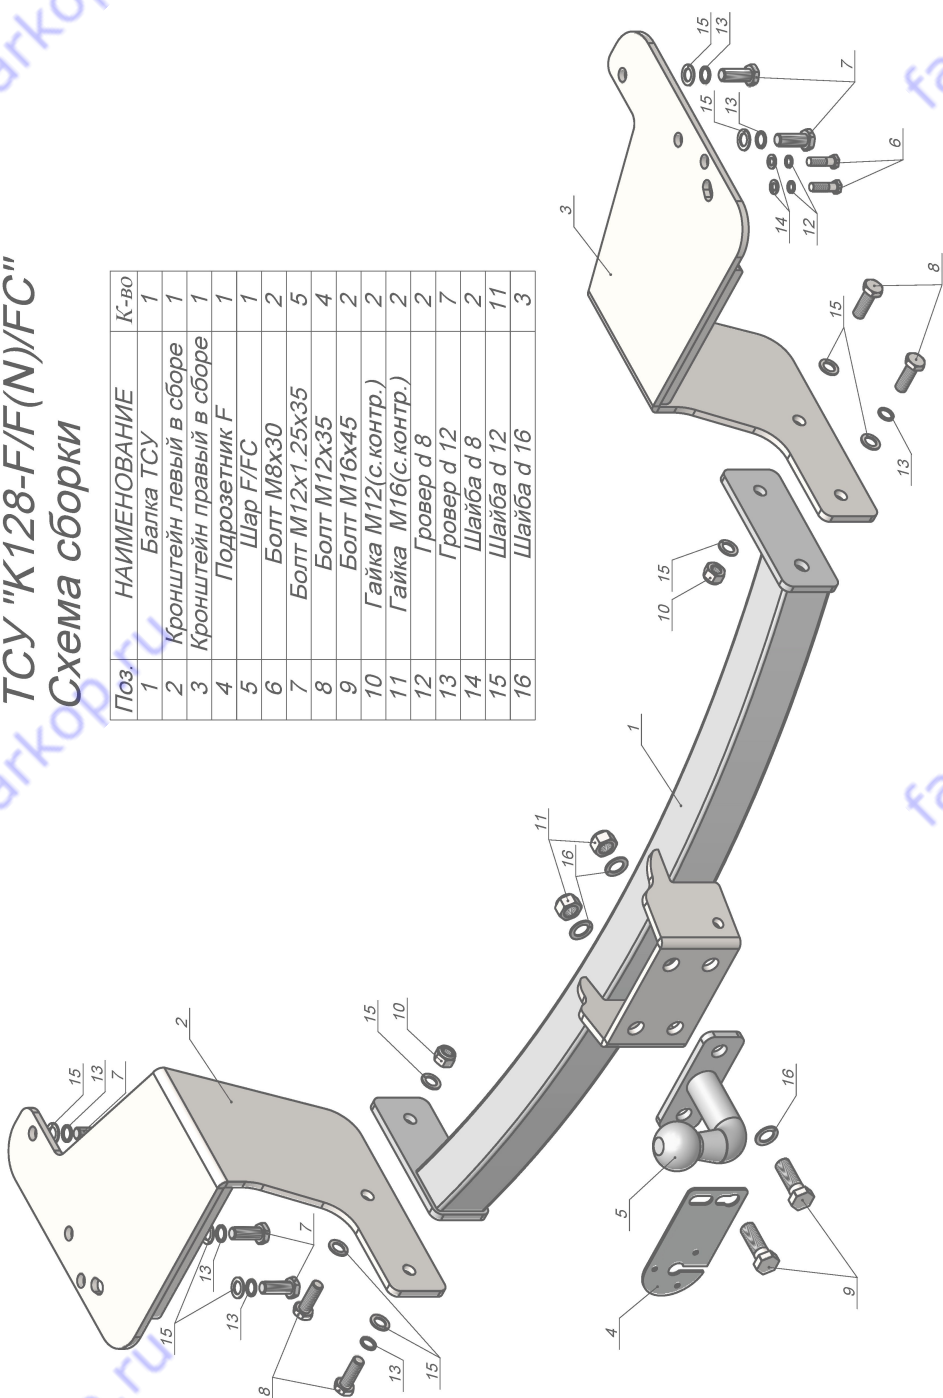 ТСУ "K128-F/F(N)/FC"
Схема сборки
Поз. НАИМЕНОВАНИЕ К-во
1 Балка ТСУ 1
2 Кронштейн левый в сборе 1
3 Кронштейн правый в сборе 1
4 Подрозетник F 1
5 Шар F/FC 1
6 Болт М8х30 2
7 Болт М12х1.25х35 5
8 Болт М12х35 4
9 Болт М16х45 2
10 Гайка М12(с.контр.) 2
11 Гайка М16(с.контр.) 2
12 Гровер d 8 2
13 Гровер d 12 7
14 Шайба d 8 2
15 Шайба d 12 11
16 Шайба d 16 3
15
13
7
2
15
10
11
16
1
10
15
3
15
13
7
15
13
6
14
12
8
15
13
15
13
7
13
15
8
13
15
4
5
9
16
farkop.ru